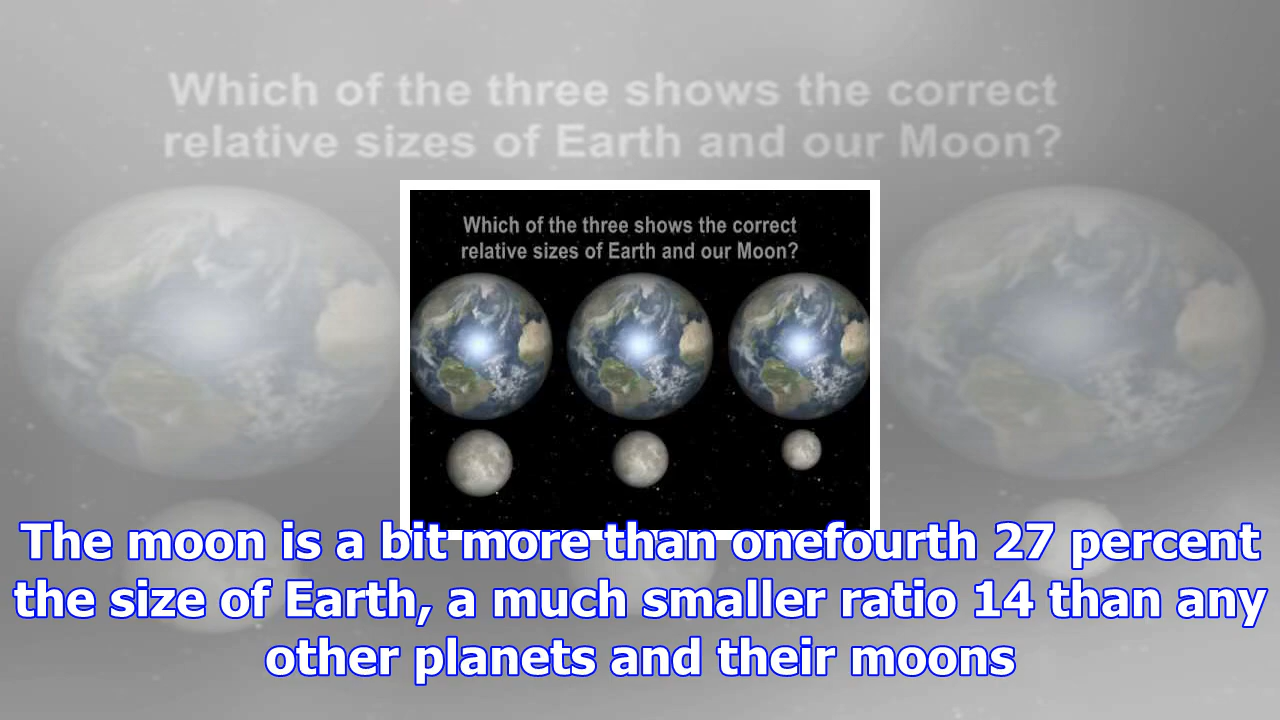 Which of the three shows the correct
relative sizes of Earth and our Moon?
Which of the three shows the correct
relative sizes of Earth and our Moon?
The moon is a bit more than onefourth 27 percent
the size of Earth, a much smaller ratio 14 than any
other planets and their moons